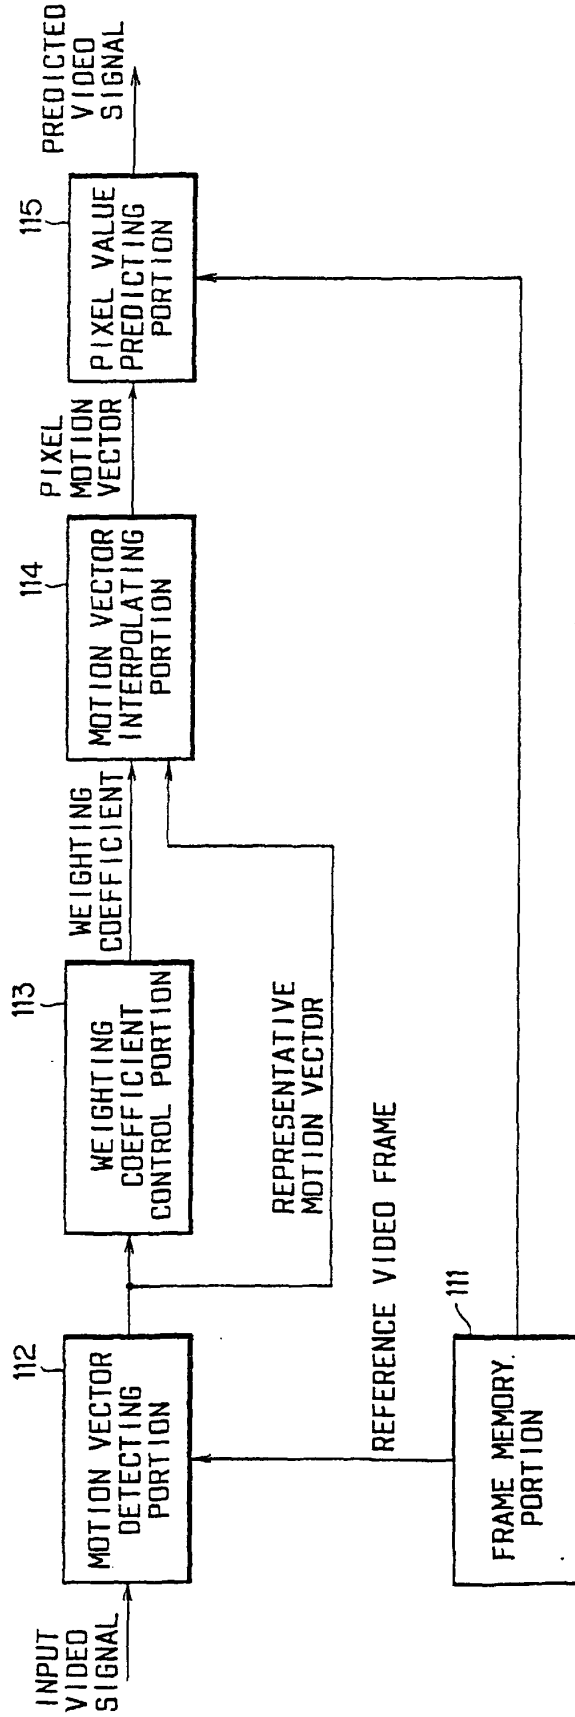 INPUT
VIDEO
SIGNAL
112
MOTION VECTOR
DETECTING
PORTION
113
WEIGHTING
COEFFICIENT
CONTROL PORTION
WEIGHTING
COEFFICIENT
114
MOTION VECTOR
INTERPOLATING
PORTION
PIXEL
MOTION
VECTOR
115
PIXEL VALUE
PREDICTING
PORTION
PREDICTED
VIDEO
SIGNAL
REPRESENTATIVE
MOTION VECTOR
REFERENCE VIDEO FRAME
111
FRAME MEMORY.
PORTION